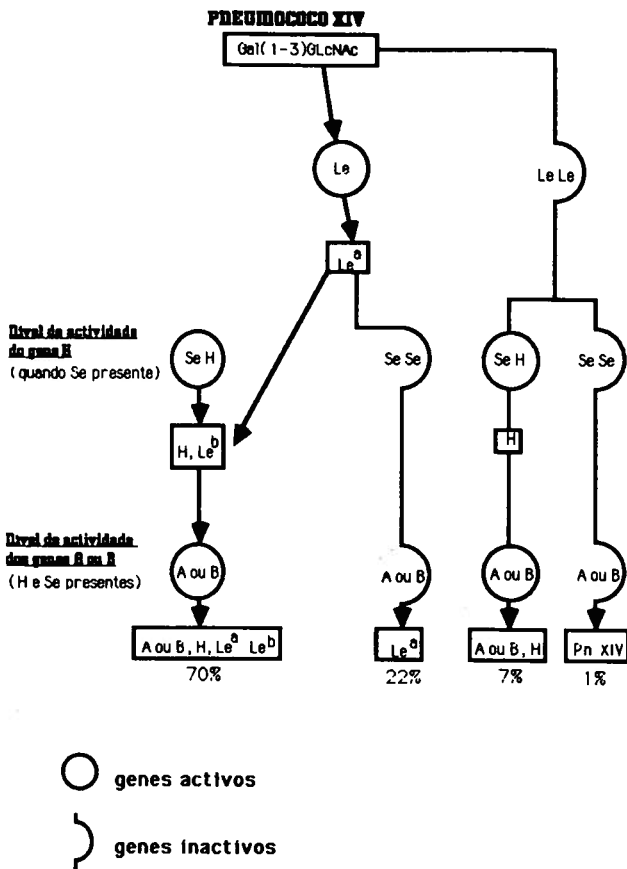 PNEUMOCOCO XIV
Gal(1-3)GLcNAc
Le
Le Le
Le^a
Nivel de actividade
do gene H
(quando Se presente)
Se H
Se Se
Se H
Se Se
H, Le^b
H
Nivel de actividade
dos genes A ou B
(H e Se presentes)
A ou B
A ou B
A ou B
A ou B
A ou B, H, Le^a Le^b
Le^a
A ou B, H
Pn XIV
70%
22%
7%
1%
genes activos
genes inactivos